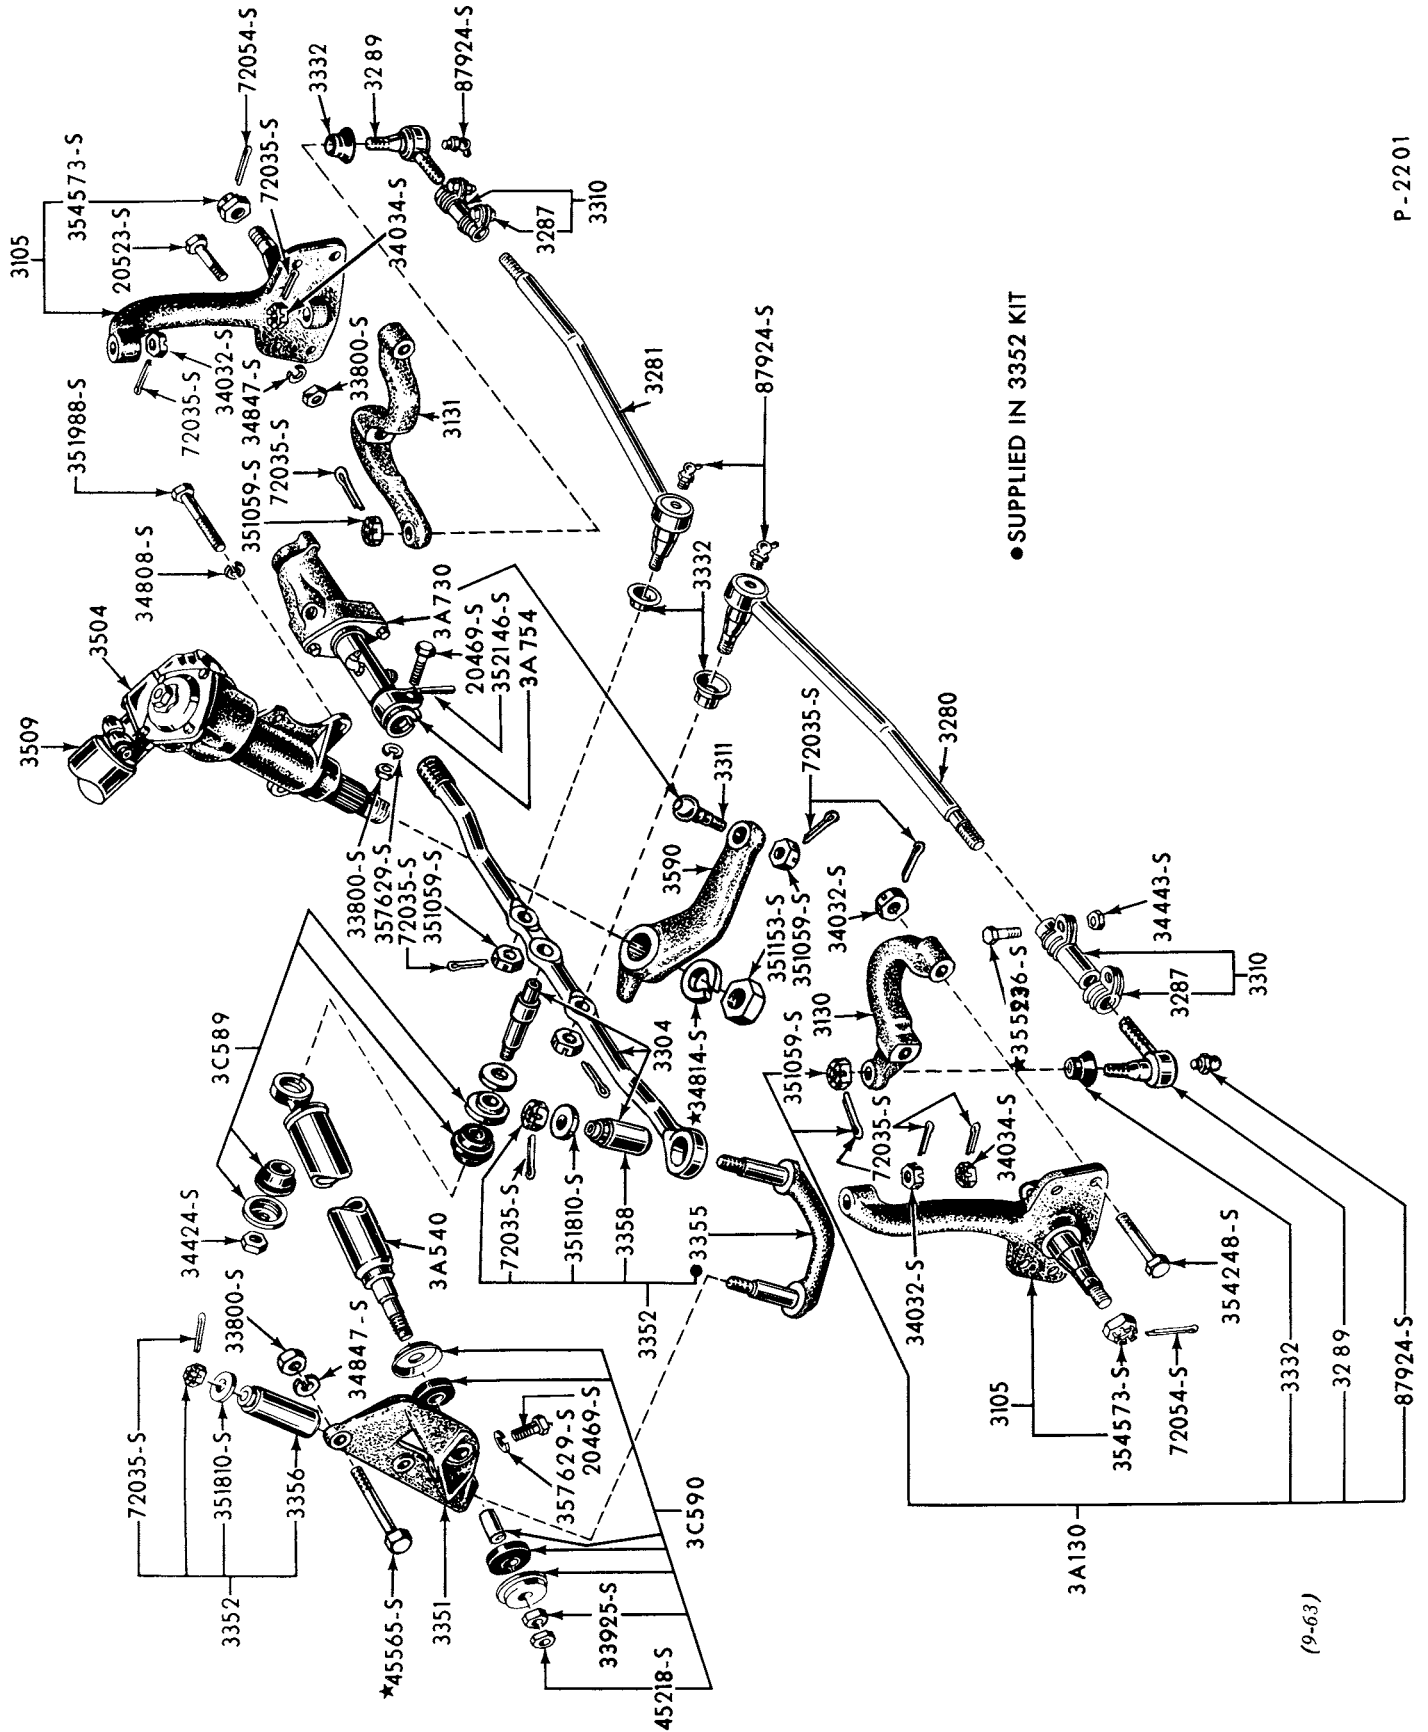 3105
3509
351988-S
354573-S
3504
20523-S
72035-S
34808-S
34424-S
72035-S
3352
351810-S
3C589
34032-S
33800-S
351059-S
34847-S
72054-S
72035-S
72035-S
3356
3332
34847-S
33800-S
33800-S
3289
357629-S
★45565-S
72035-S
34034-S
351059-S
3A540
3A730
3351
3131
87924-S
20469-S
352146-S
72035-S
3A754
3287
357629-S
351810-S
20469-S
3310
33925-S
3358
3352
3281
45218-S
3304
3590
3C590
●3355
★34814-S
3332
3311
87924-S
351153-S
351059-S
351059-S
72035-S
3130
34032-S
72035-S
34032-S
3280
3105
34034-S
● SUPPLIED IN 3352 KIT
3A130
354573-S
34443-S
72054-S
3287
354248-S
3310
3332
(9-63)
3289
87924-S
P-2201